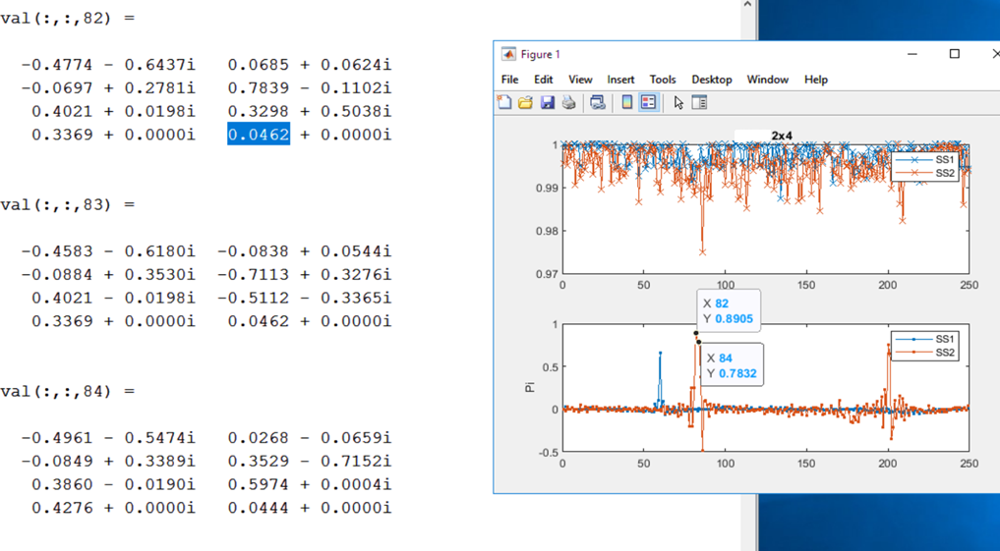 val(:,:,82) =
-0.4774 - 0.6437i 0.0685 + 0.0624i
-0.0697 + 0.2781i 0.7839 - 0.1102i
0.4021 + 0.0198i 0.3298 + 0.5038i
0.3369 + 0.0000i 0.0462 + 0.0000i
val(:,:,83) =
-0.4583 - 0.6180i -0.0838 + 0.0544i
-0.0884 + 0.3530i -0.7113 + 0.3276i
0.4021 - 0.0198i -0.5112 - 0.3365i
0.3369 + 0.0000i 0.0462 + 0.0000i
val(:,:,84) =
-0.4961 - 0.5474i 0.0268 - 0.0659i
-0.0849 + 0.3389i 0.3529 - 0.7152i
0.3860 - 0.0190i 0.5974 + 0.0004i
0.4276 + 0.0000i 0.0444 + 0.0000i
Figure 1
File Edit View Insert Tools Desktop Window Help
2x4
1
0.99
0.98
0.97
0 50 100 150 200 250
SS1
SS2
X 82
Y 0.8905
X 84
Y 0.7832
Pi
1
0.5
0
-0.5
0 50 100 150 200 250
SS1
SS2